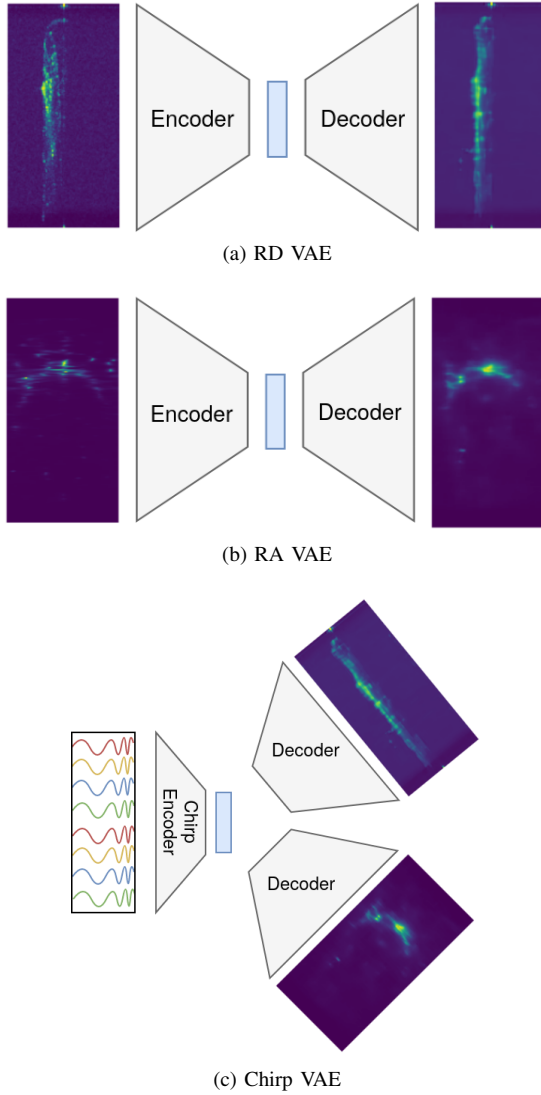 Encoder
Decoder
(a) RD VAE
Encoder
Decoder
(b) RA VAE
Chirp
Encoder
Decoder
Decoder
(c) Chirp VAE